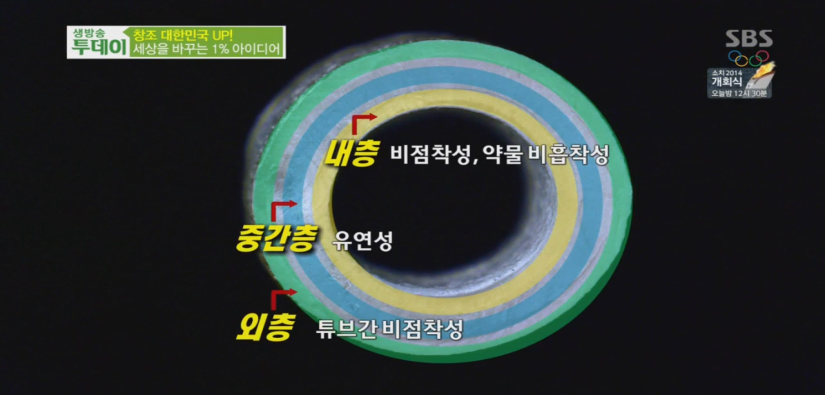 생방송
투데이
창조 대한민국 UP!
세상을 바꾸는 1% 아이디어
SBS
소치 2014
개회식
오늘밤 12시 30분
내층 비점착성, 약물 비흡착성
중간층 유연성
외층 튜브간 비점착성